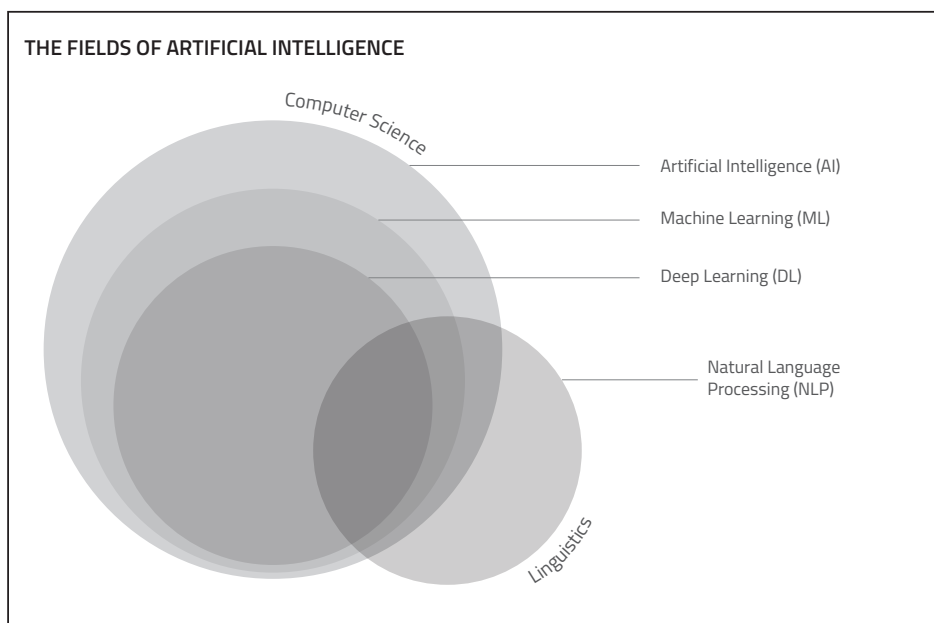 THE FIELDS OF ARTIFICIAL INTELLIGENCE
Computer Science
Artificial Intelligence (AI)
Machine Learning (ML)
Deep Learning (DL)
Natural Language
Processing (NLP)
Linguistics